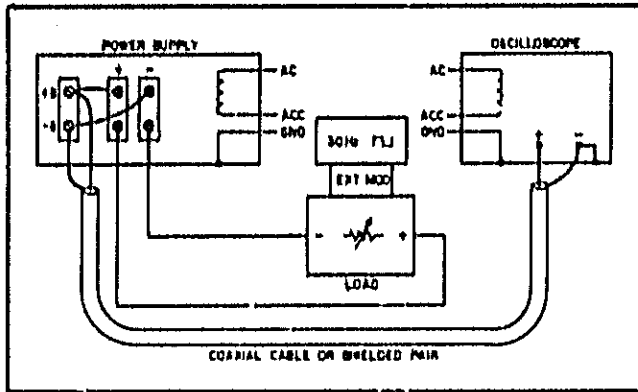 POWER SUPPLY
+ -
+S
-S
AC
ACC
GND
OSCILLOSCOPE
AC
ACC
GND
+ -
EXT MOD
- +
LOAD
COAXIAL CABLE OR SHIELDED PAIR